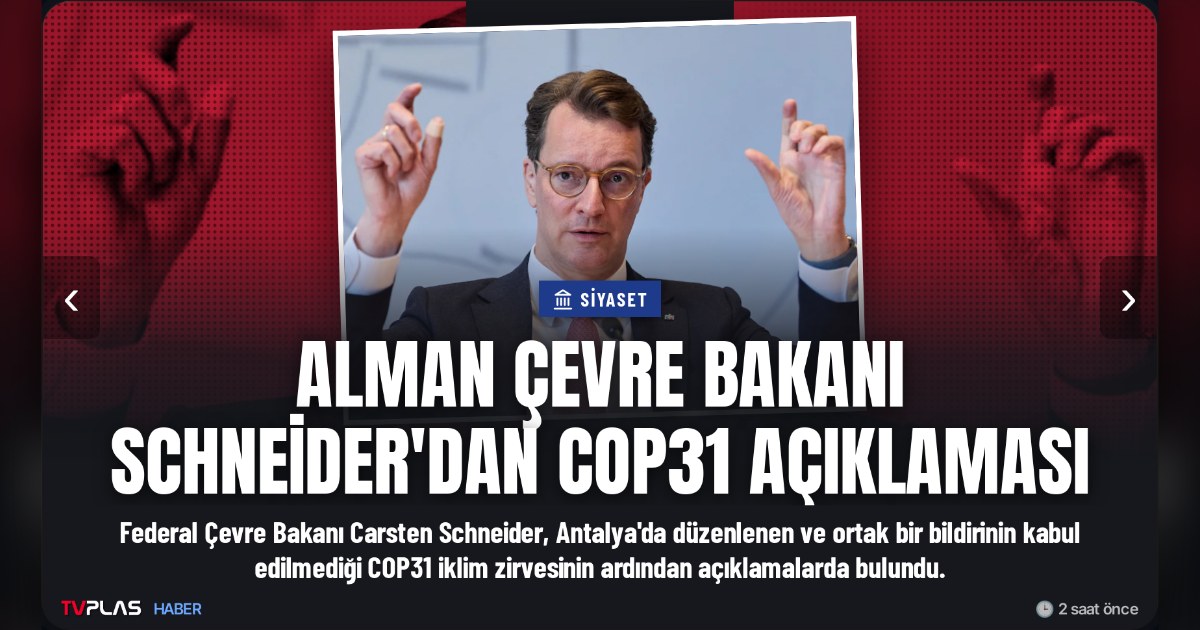 SİYASET
ALMAN ÇEVRE BAKANI
SCHNEİDER'DAN COP31 AÇIKLAMASI
Federal Çevre Bakanı Carsten Schneider, Antalya'da düzenlenen ve ortak bir bildirinin kabul
edilmediği COP31 iklim zirvesinin ardından açıklamalarda bulundu.
TVPLAS HABER
2 saat önce